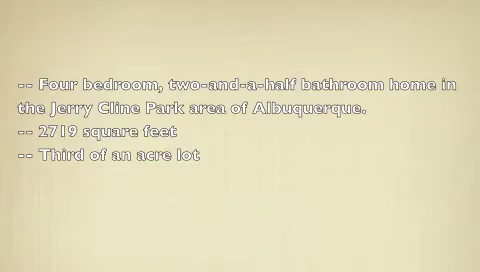 -- Four bedroom, two-and-a-half bathroom home in
the Jerry Cline Park area of Albuquerque.
-- 2719 square feet
-- Third of an acre lot